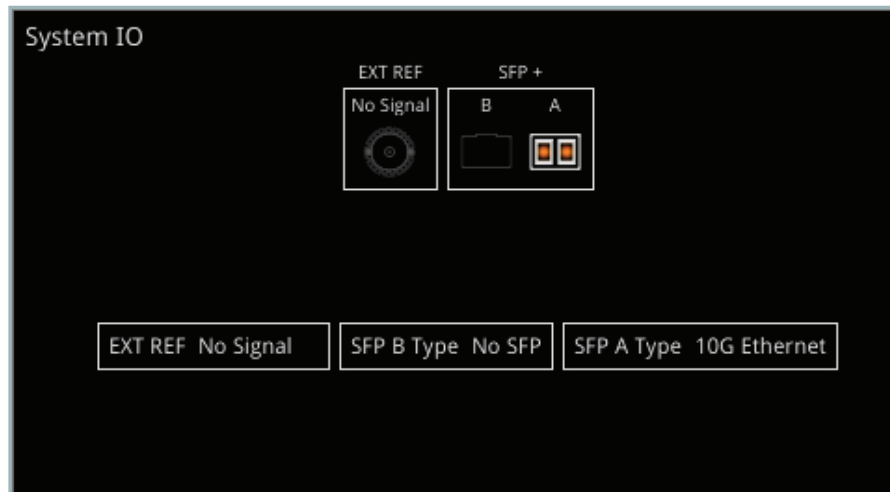 System IO
EXT REF SFP +
No Signal B A
EXT REF No Signal SFP B Type No SFP SFP A Type 10G Ethernet